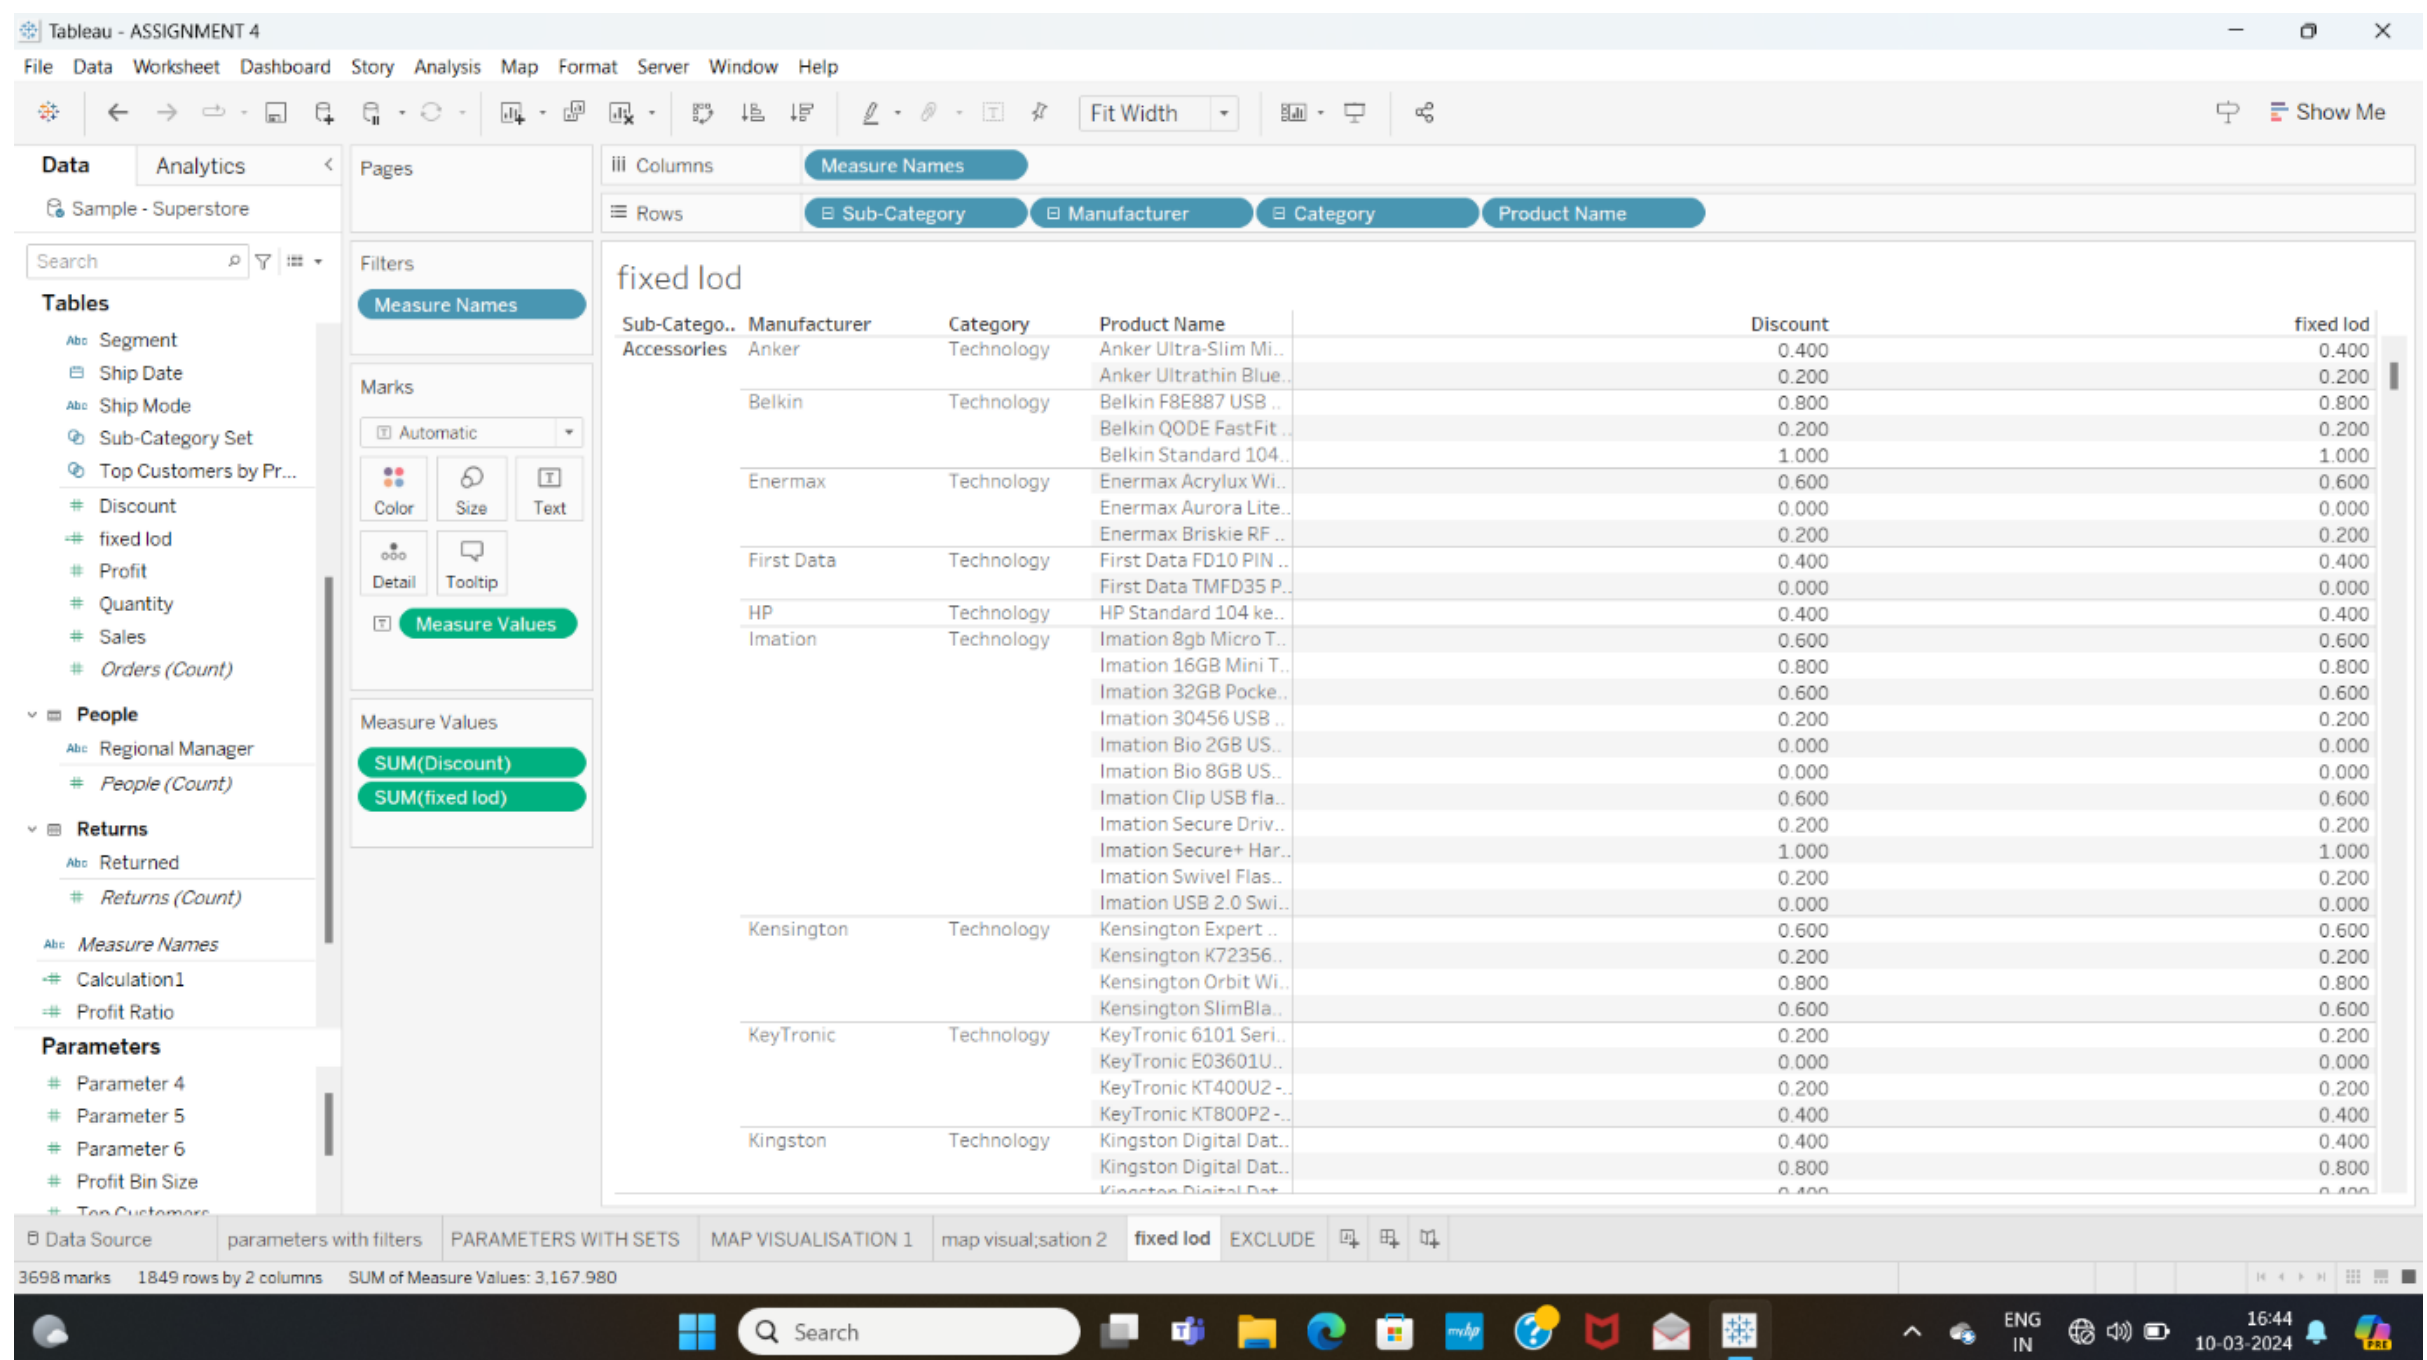 Tableau - ASSIGNMENT 4
File Data Worksheet Dashboard Story Analysis Map Format Server Window Help
Fit Width
Show Me
Data Analytics
Sample - Superstore
Search
Tables
Abc Segment
Ship Date
Abc Ship Mode
Sub-Category Set
Top Customers by Pr...
# Discount
=# fixed lod
# Profit
# Quantity
# Sales
# Orders (Count)
People
Abc Regional Manager
# People (Count)
Returns
Abc Returned
# Returns (Count)
Abc Measure Names
=# Calculation1
=# Profit Ratio
Parameters
# Parameter 4
# Parameter 5
# Parameter 6
# Profit Bin Size
# Top Customers
Pages
Filters
Measure Names
Marks
Automatic
Color Size Text
Detail Tooltip
Measure Values
Measure Values
SUM(Discount)
SUM(fixed lod)
Columns Measure Names
Rows Sub-Category Manufacturer Category Product Name
fixed lod
Sub-Catego.. Manufacturer Category Product Name Discount fixed lod
Accessories Anker Technology Anker Ultra-Slim Mi.. 0.400 0.400
Anker Ultrathin Blue.. 0.200 0.200
Belkin Technology Belkin F8E887 USB .. 0.800 0.800
Belkin QODE FastFit .. 0.200 0.200
Belkin Standard 104.. 1.000 1.000
Enermax Technology Enermax Acrylux Wi.. 0.600 0.600
Enermax Aurora Lite.. 0.000 0.000
Enermax Briskie RF .. 0.200 0.200
First Data Technology First Data FD10 PIN .. 0.400 0.400
First Data TMFD35 P.. 0.000 0.000
HP Technology HP Standard 104 ke.. 0.400 0.400
Imation Technology Imation 8gb Micro T.. 0.600 0.600
Imation 16GB Mini T.. 0.800 0.800
Imation 32GB Pocke.. 0.600 0.600
Imation 30456 USB .. 0.200 0.200
Imation Bio 2GB US.. 0.000 0.000
Imation Bio 8GB US.. 0.000 0.000
Imation Clip USB fla.. 0.600 0.600
Imation Secure Driv.. 0.200 0.200
Imation Secure+ Har.. 1.000 1.000
Imation Swivel Flas.. 0.200 0.200
Imation USB 2.0 Swi.. 0.000 0.000
Kensington Technology Kensington Expert .. 0.600 0.600
Kensington K72356.. 0.200 0.200
Kensington Orbit Wi.. 0.800 0.800
Kensington SlimBla.. 0.600 0.600
KeyTronic Technology KeyTronic 6101 Seri.. 0.200 0.200
KeyTronic E03601U.. 0.000 0.000
KeyTronic KT400U2 -.. 0.200 0.200
KeyTronic KT800P2 -.. 0.400 0.400
Kingston Technology Kingston Digital Dat.. 0.400 0.400
Kingston Digital Dat.. 0.800 0.800
Kingston Digital Dat.. 0.400 0.400
Data Source parameters with filters PARAMETERS WITH SETS MAP VISUALISATION 1 map visual;sation 2 fixed lod EXCLUDE
3698 marks 1849 rows by 2 columns SUM of Measure Values: 3,167.980
Search
myhp
ENG
IN
16:44
10-03-2024
PRE